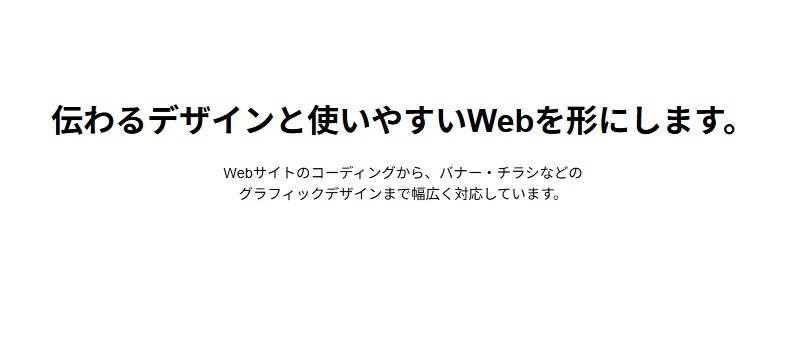 伝わるデザインと使いやすいWebを形にします。
Webサイトのコーディングから、バナー・チラシなどの
グラフィックデザインまで幅広く対応しています。